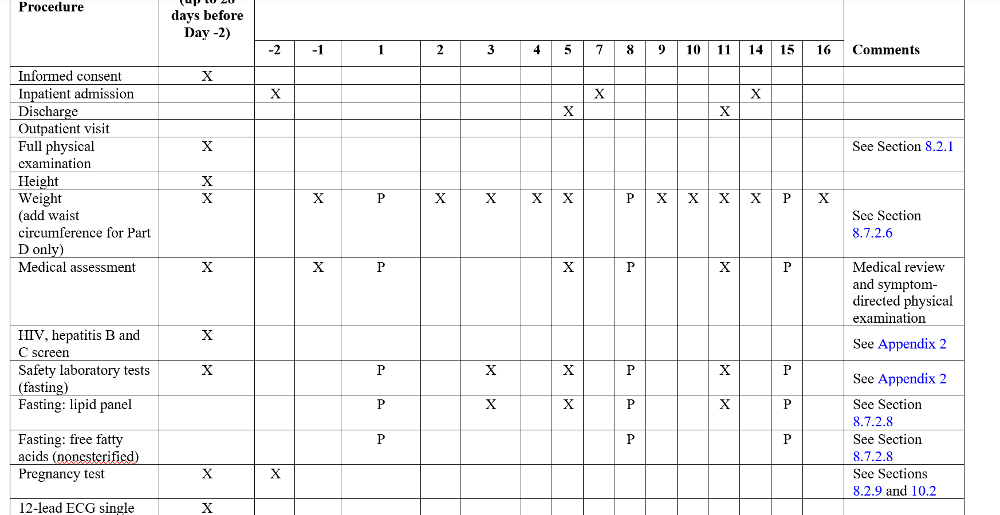 Procedure
(up to 28
days before
Day -2)
-2 -1 1 2 3 4 5 7 8 9 10 11 14 15 16 Comments
Informed consent X
Inpatient admission X X X
Discharge X X
Outpatient visit
Full physical X See Section 8.2.1
examination
Height X
Weight X X P X X X X P X X X X P X
(add waist See Section
circumference for Part 8.7.2.6
D only)
Medical assessment X X P X P X P Medical review
and symptom-
directed physical
examination
HIV, hepatitis B and X
C screen See Appendix 2
Safety laboratory tests X P X X P X P
(fasting) See Appendix 2
Fasting: lipid panel P X X P X P See Section
8.7.2.8
Fasting: free fatty P P P See Section
acids (nonesterified) 8.7.2.8
Pregnancy test X X See Sections
8.2.9 and 10.2
12-lead ECG single X